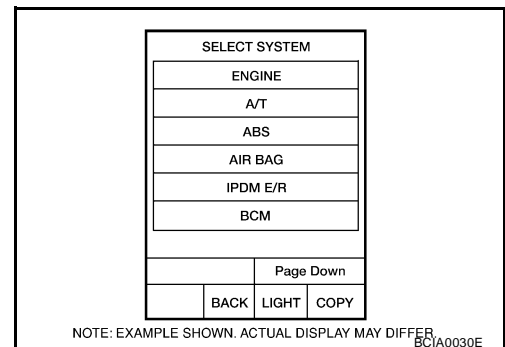 SELECT SYSTEM
ENGINE
A/T
ABS
AIR BAG
IPDM E/R
BCM
Page Down
BACK LIGHT COPY
NOTE: EXAMPLE SHOWN. ACTUAL DISPLAY MAY DIFFER.
BCIA0030E